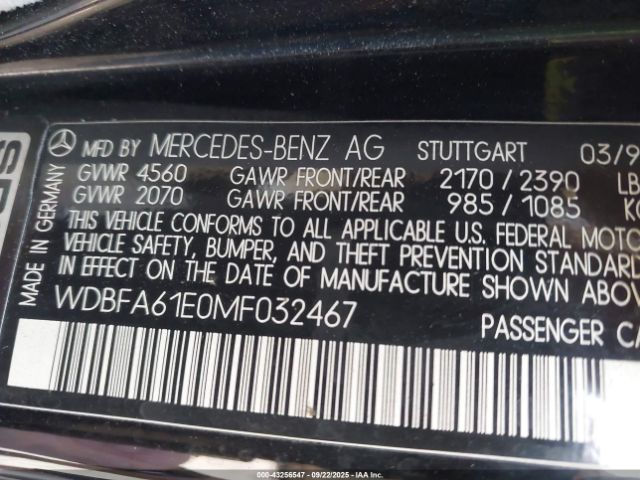 MFD BY MERCEDES-BENZ AG STUTTGART 03/9
GVWR 4560 GAWR FRONT/REAR 2170 / 2390 LB
GVWR 2070 GAWR FRONT/REAR 985 / 1085 KG
THIS VEHICLE CONFORMS TO ALL APPLICABLE U.S. FEDERAL MOTO
VEHICLE SAFETY, BUMPER, AND THEFT PREVENTION STANDA
IN EFFECT ON THE DATE OF MANUFACTURE SHOWN ABOV
WDBFA61E0MF032467 PASSENGER CA
MADE IN GERMANY
000-43256547 - 09/22/2025 - IAA Inc.